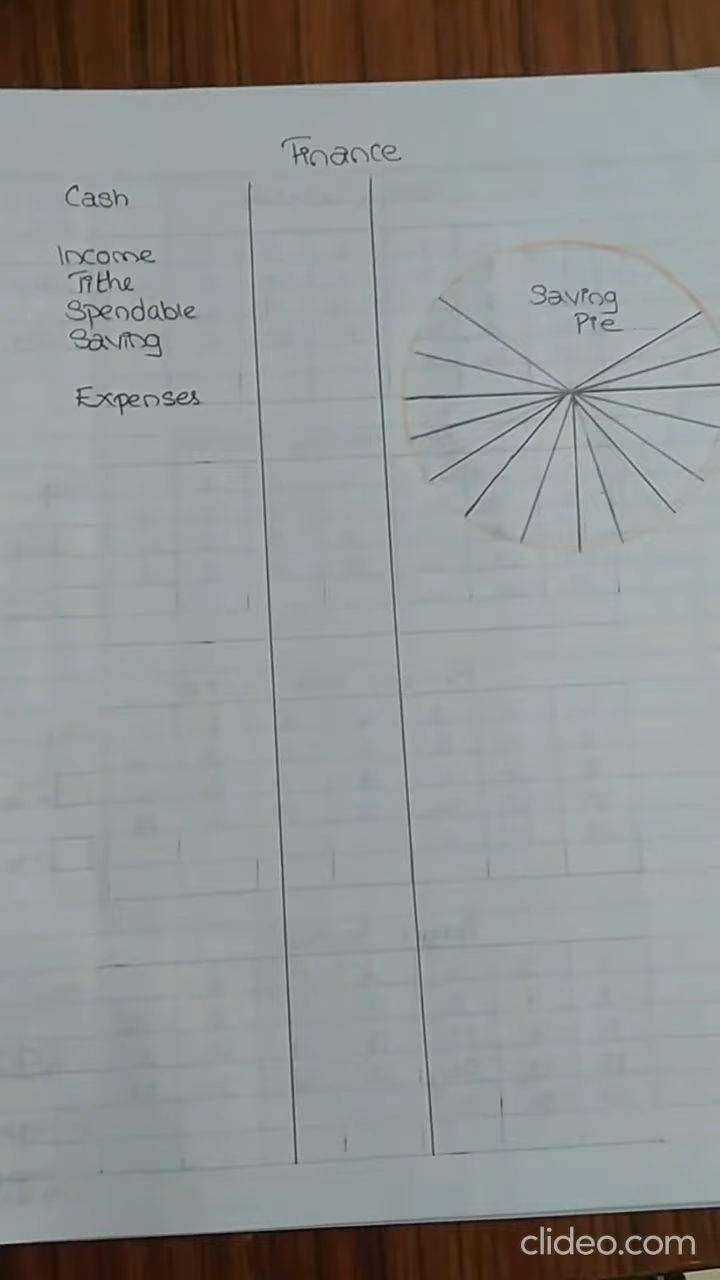 Finance
Cash
Income
Tithe
Spendable
Saving
Expenses
Saving
Pie
clideo.com